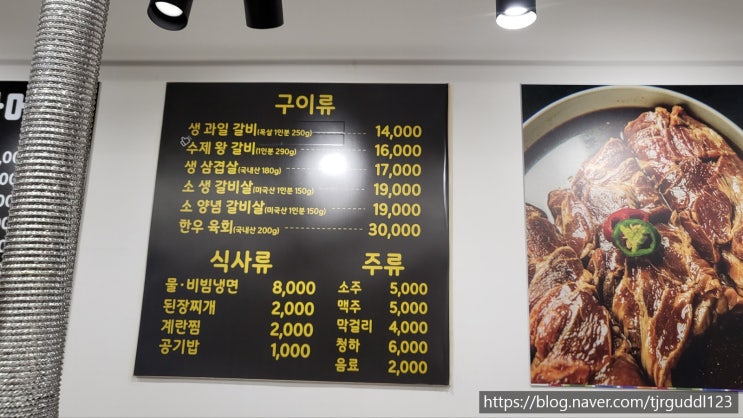 구이류
생 과일 갈비(목살 1인분 250g) 14,000
수제 왕 갈비(1인분 290g) 16,000
생 삼겹살(국내산 180g) 17,000
소 생 갈비살(미국산 1인분 150g) 19,000
소 양념 갈비살(미국산 1인분 150g) 19,000
한우 육회(국내산 200g) 30,000
식사류
물·비빔냉면 8,000
된장찌개 2,000
계란찜 2,000
공기밥 1,000
주류
소주 5,000
맥주 5,000
막걸리 4,000
청하 6,000
음료 2,000
https://blog.naver.com/tjrguddl123